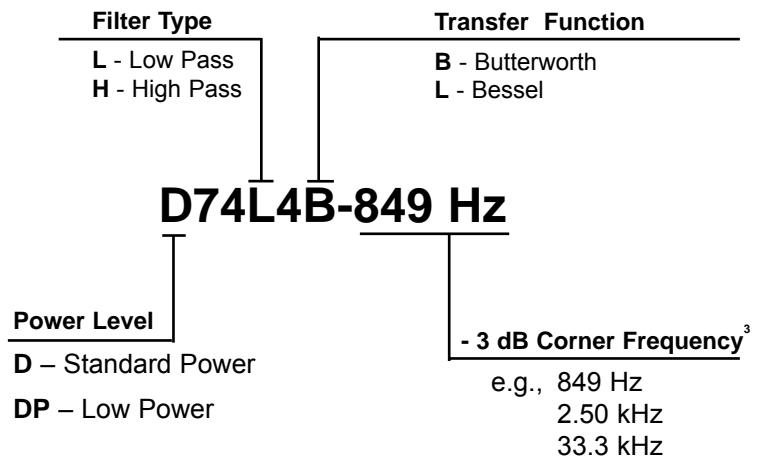 Filter Type
L - Low Pass
H - High Pass
Transfer Function
B - Butterworth
L - Bessel
D74L4B-849 Hz
Power Level
D – Standard Power
DP – Low Power
- 3 dB Corner Frequency³
e.g., 849 Hz
2.50 kHz
33.3 kHz